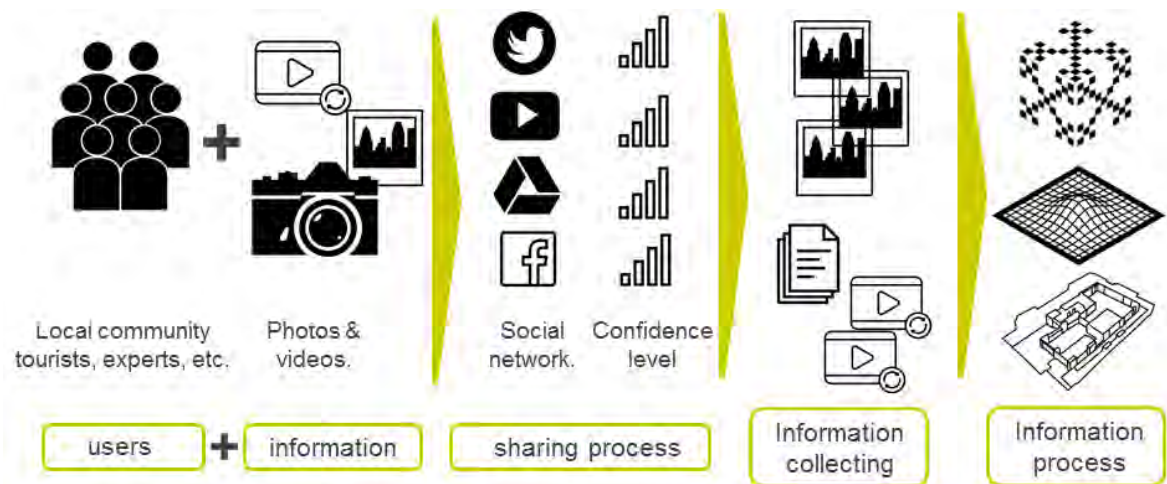 Local community
tourists, experts, etc.
Photos &
videos.
Social
network.
Confidence
level
users
information
sharing process
Information
collecting
Information
process